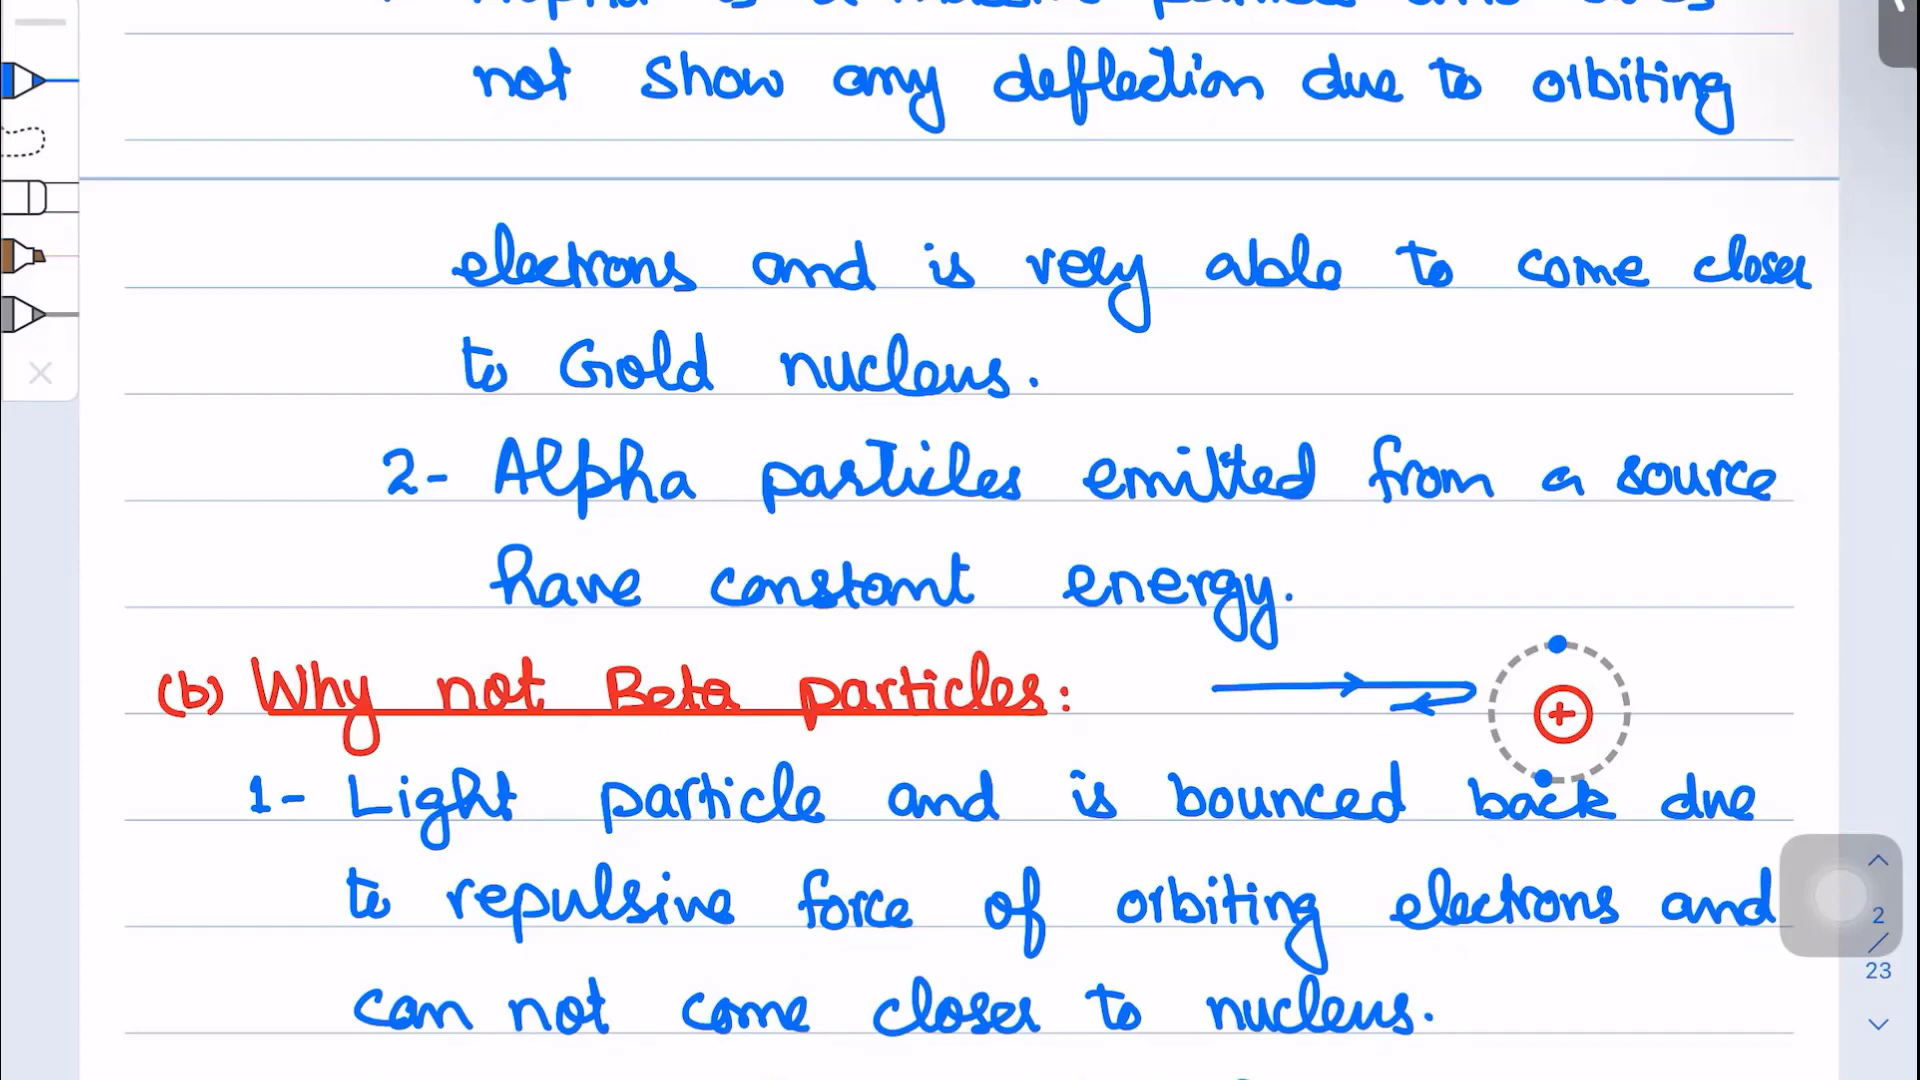 not show any deflection due to orbiting
electrons and is very able to come closer
to Gold nucleus.
2- Alpha particles emitted from a source
have constant energy.
(b) Why not Beta particles:
+
1- Light particle and is bounced back due
to repulsive force of orbiting electrons and
can not come closer to nucleus.
2
/
23